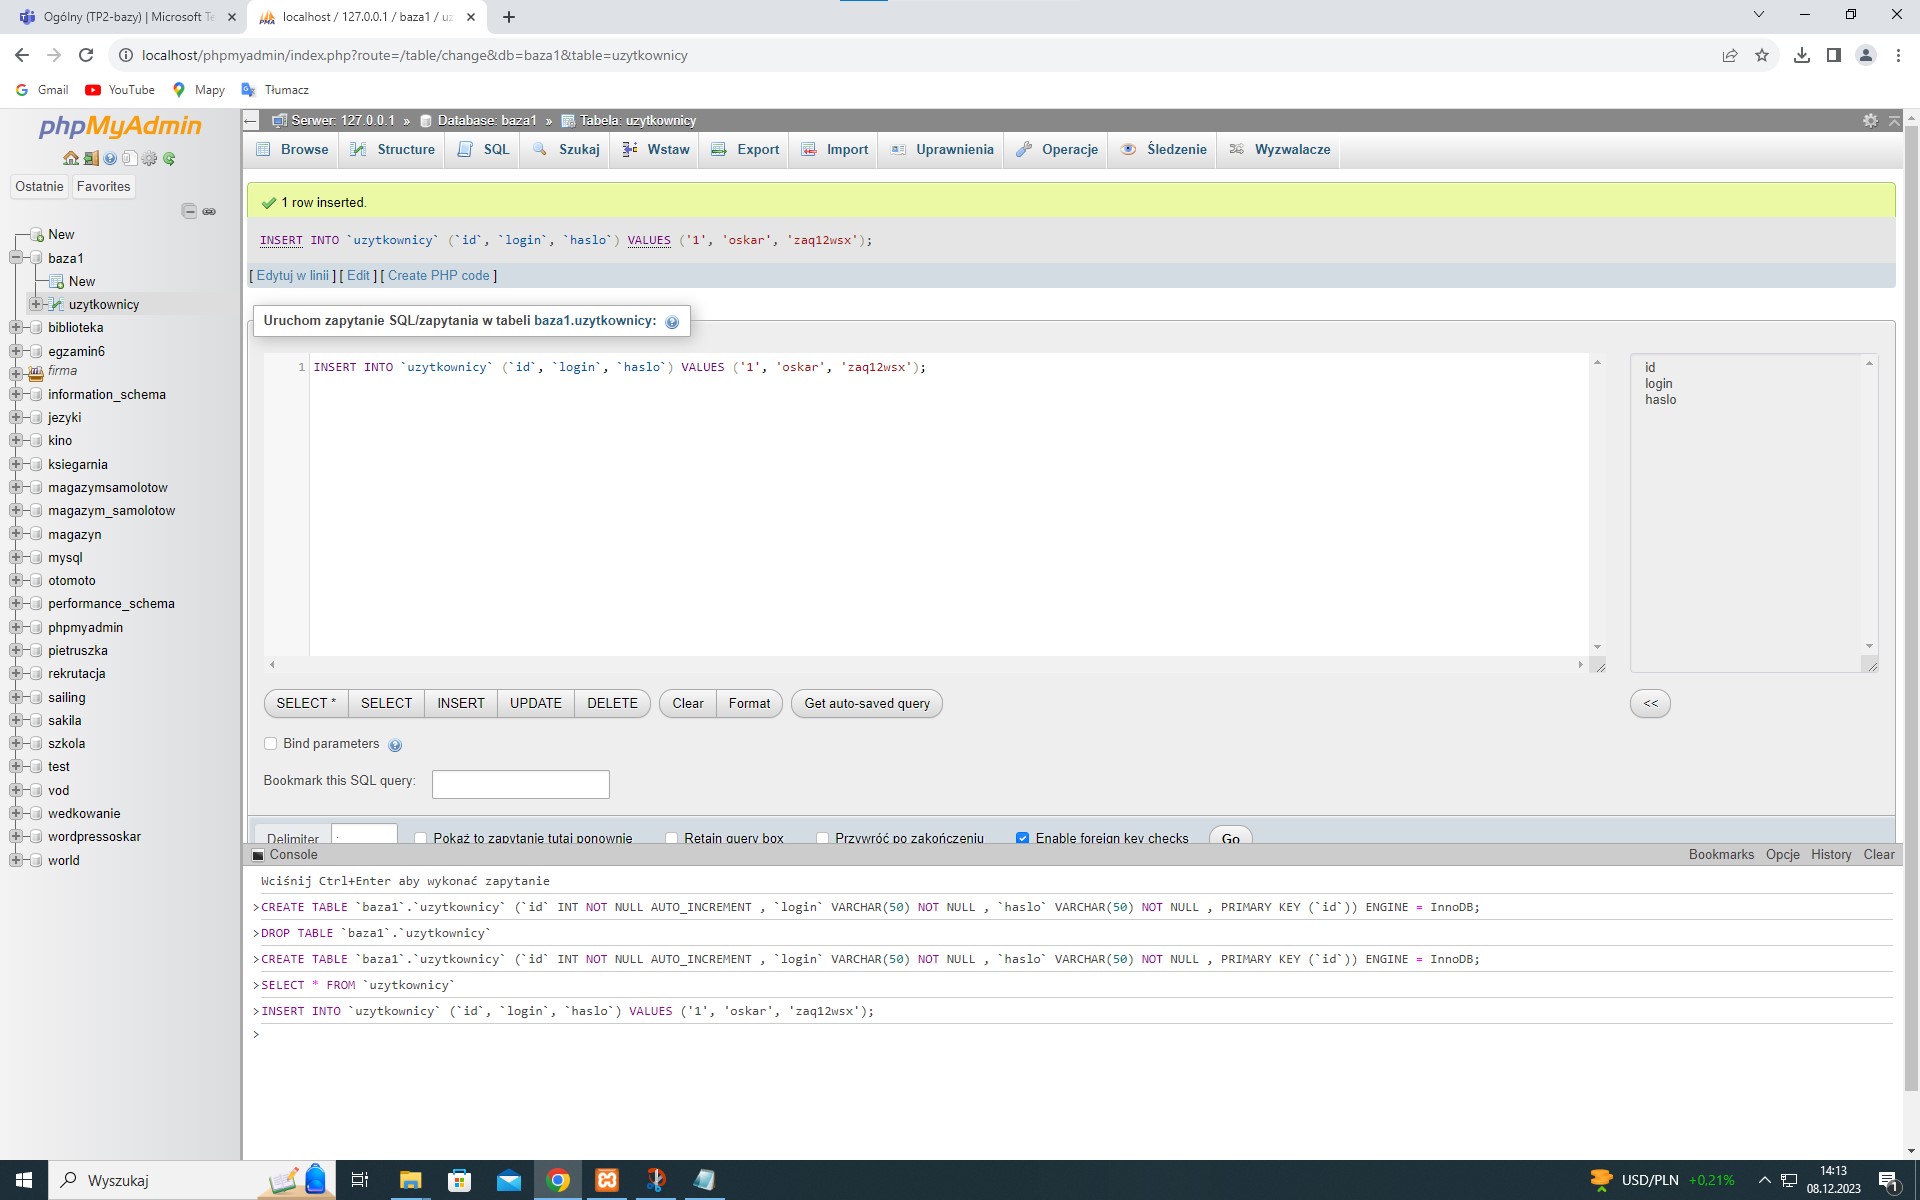 Ogólny (TP2-bazy) | Microsoft Te
localhost / 127.0.0.1 / baza1 / uz
localhost/phpmyadmin/index.php?route=/table/change&db=baza1&table=uzytkownicy
Gmail
YouTube
Mapy
Tłumacz
phpMyAdmin
Ostatnie
Favorites
New
baza1
New
uzytkownicy
biblioteka
egzamin6
firma
information_schema
jezyki
kino
ksiegarnia
magazymsamolotow
magazym_samolotow
magazyn
mysql
otomoto
performance_schema
phpmyadmin
pietruszka
rekrutacja
sailing
sakila
szkola
test
vod
wedkowanie
wordpressoskar
world
Serwer: 127.0.0.1 » Database: baza1 » Tabela: uzytkownicy
Browse
Structure
SQL
Szukaj
Wstaw
Export
Import
Uprawnienia
Operacje
Śledzenie
Wyzwalacze
1 row inserted.
INSERT INTO `uzytkownicy` (`id`, `login`, `haslo`) VALUES ('1', 'oskar', 'zaq12wsx');
[ Edytuj w linii ] [ Edit ] [ Create PHP code ]
Uruchom zapytanie SQL/zapytania w tabeli baza1.uzytkownicy:
1 INSERT INTO `uzytkownicy` (`id`, `login`, `haslo`) VALUES ('1', 'oskar', 'zaq12wsx');
id
login
haslo
SELECT *
SELECT
INSERT
UPDATE
DELETE
Clear
Format
Get auto-saved query
<<
Bind parameters
Bookmark this SQL query:
Delimiter ;
Pokaż to zapytanie tutaj ponownie
Retain query box
Przywróć po zakończeniu
Enable foreign key checks
Go
Console
Bookmarks
Opcje
History
Clear
Wciśnij Ctrl+Enter aby wykonać zapytanie
>CREATE TABLE `baza1`.`uzytkownicy` (`id` INT NOT NULL AUTO_INCREMENT , `login` VARCHAR(50) NOT NULL , `haslo` VARCHAR(50) NOT NULL , PRIMARY KEY (`id`)) ENGINE = InnoDB;
>DROP TABLE `baza1`.`uzytkownicy`
>CREATE TABLE `baza1`.`uzytkownicy` (`id` INT NOT NULL AUTO_INCREMENT , `login` VARCHAR(50) NOT NULL , `haslo` VARCHAR(50) NOT NULL , PRIMARY KEY (`id`)) ENGINE = InnoDB;
>SELECT * FROM `uzytkownicy`
>INSERT INTO `uzytkownicy` (`id`, `login`, `haslo`) VALUES ('1', 'oskar', 'zaq12wsx');
>
Wyszukaj
USD/PLN +0,21%
14:13
08.12.2023
1